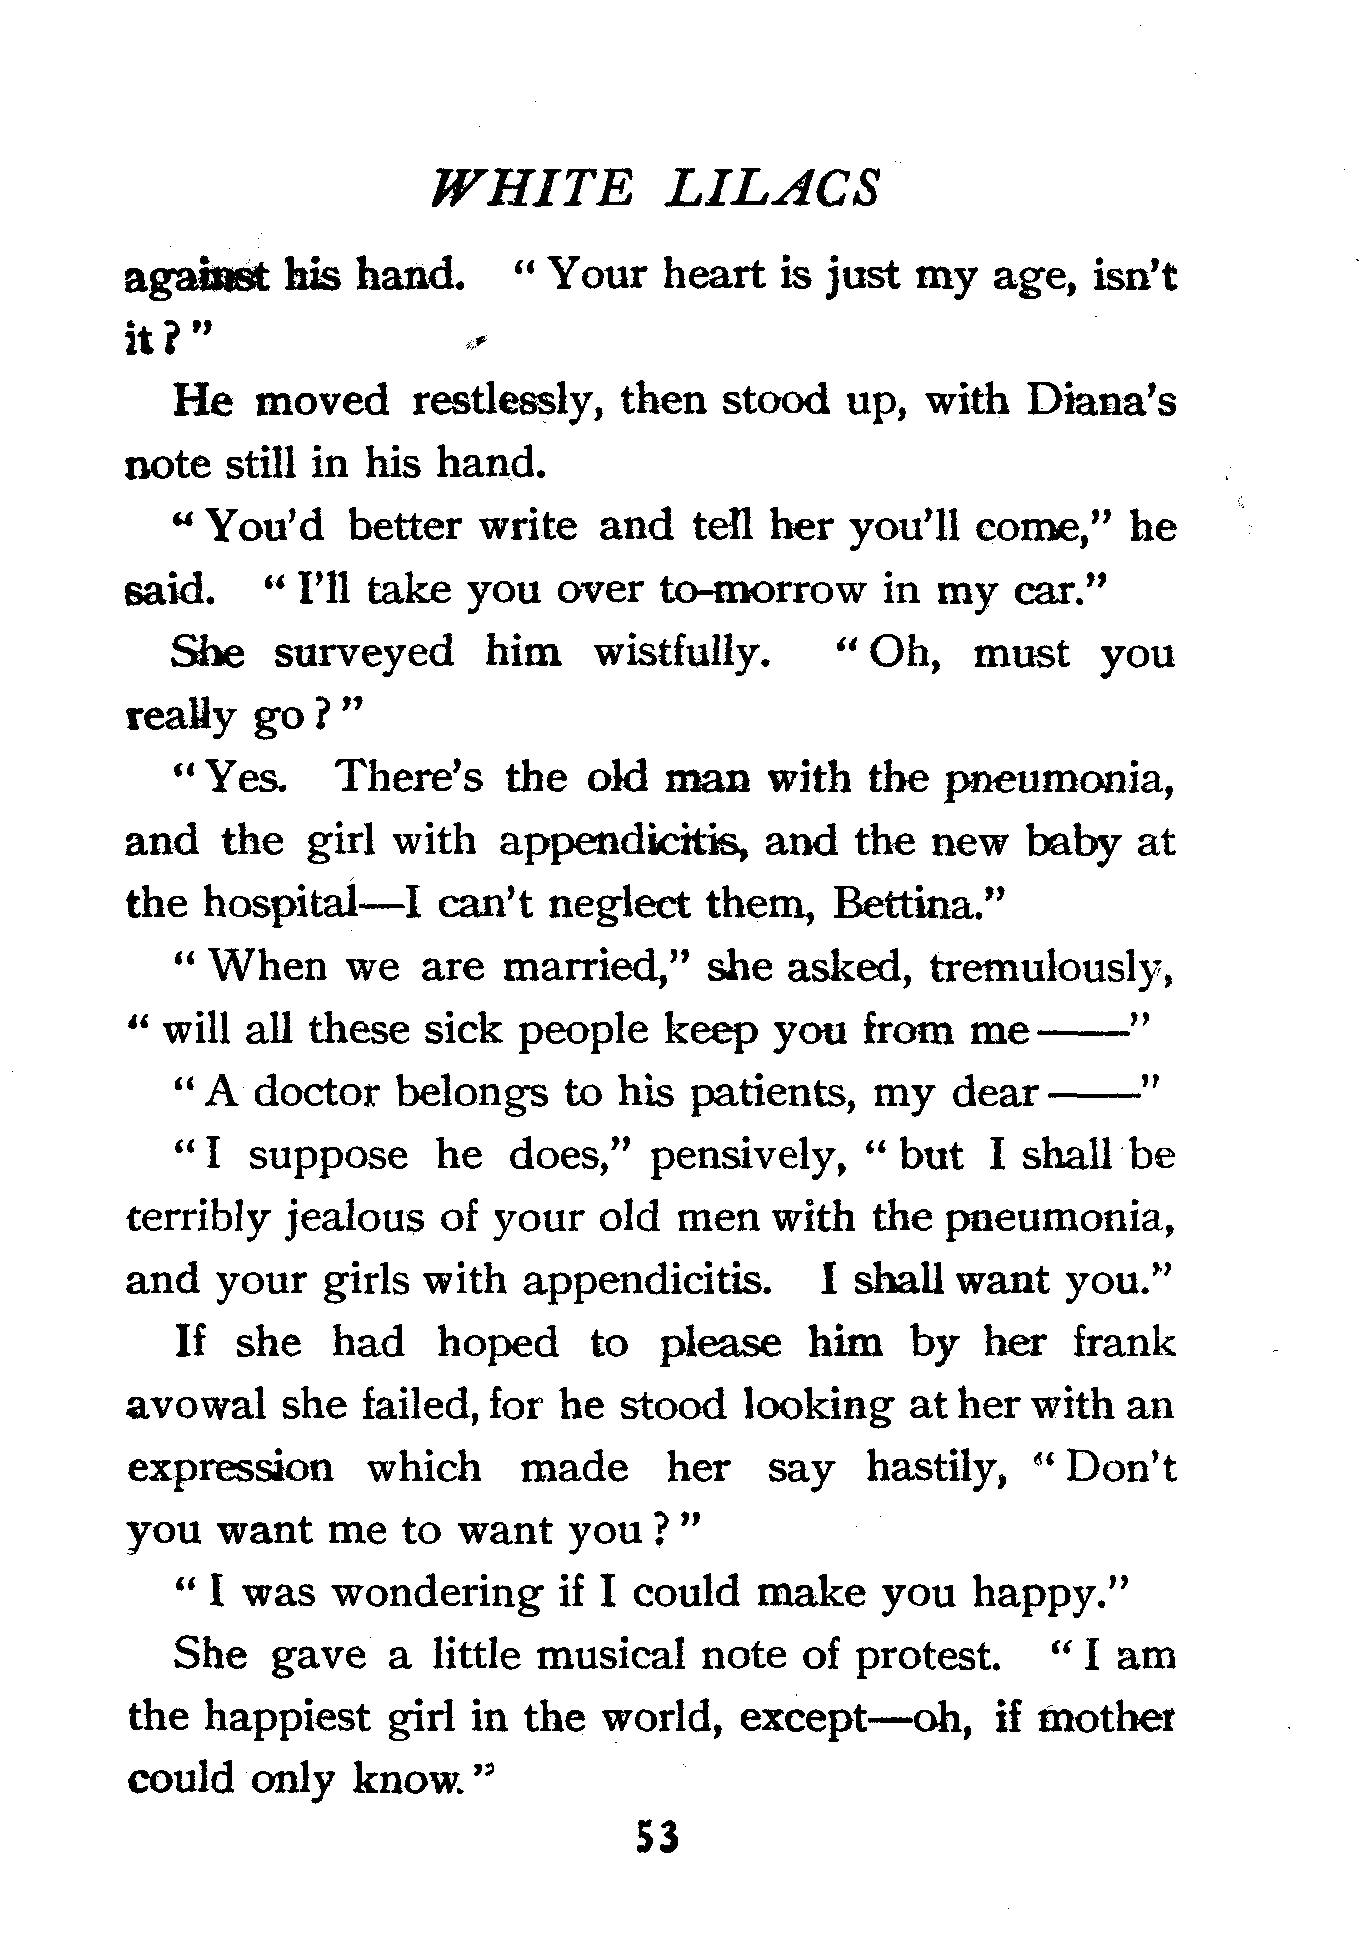 WHITE LILACS
against his hand. " Your heart is just my age, isn't
it ? "
He moved restlessly, then stood up, with Diana's
note still in his hand.
" You'd better write and tell her you'll come," he
said. " I'll take you over to-morrow in my car."
She surveyed him wistfully. " Oh, must you
really go ? "
" Yes. There's the old man with the pneumonia,
and the girl with appendicitis, and the new baby at
the hospital—I can't neglect them, Bettina."
" When we are married," she asked, tremulously,
" will all these sick people keep you from me ——"
" A doctor belongs to his patients, my dear ——"
" I suppose he does," pensively, " but I shall be
terribly jealous of your old men with the pneumonia,
and your girls with appendicitis. I shall want you."
If she had hoped to please him by her frank
avowal she failed, for he stood looking at her with an
expression which made her say hastily, " Don't
you want me to want you ? "
" I was wondering if I could make you happy."
She gave a little musical note of protest. " I am
the happiest girl in the world, except—oh, if mother
could only know."
53